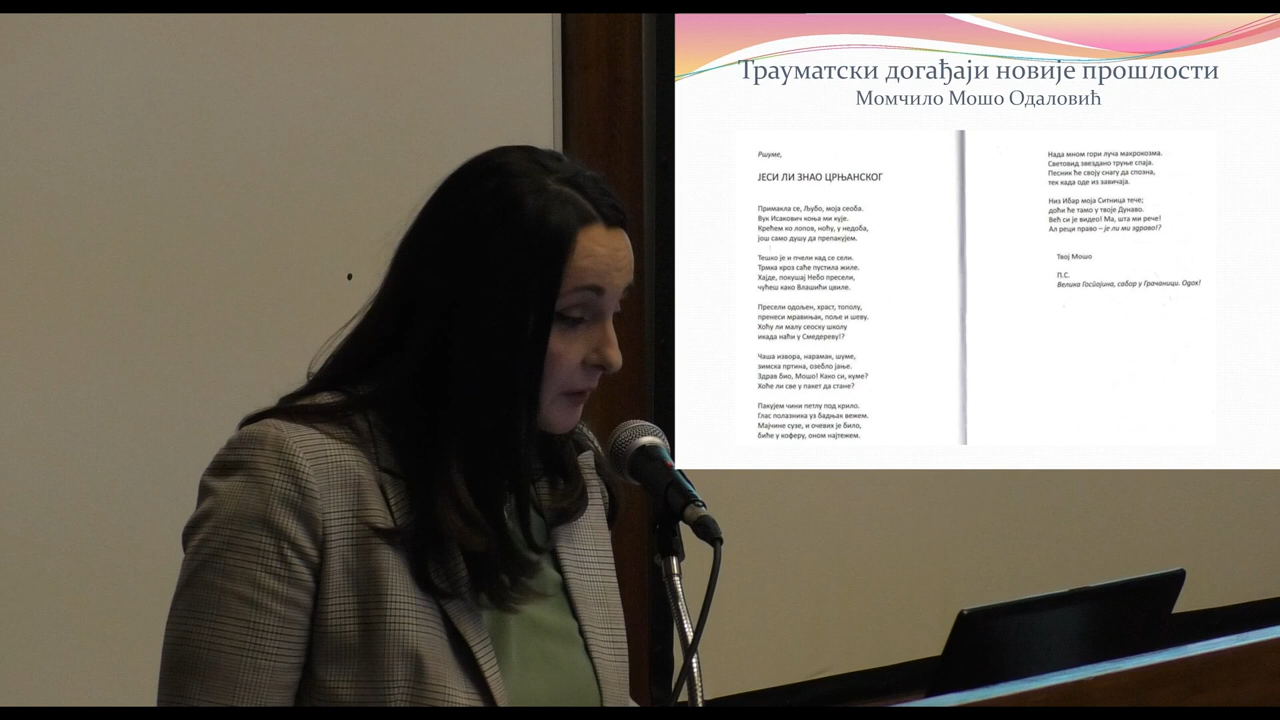 Трауматски догађаји новије прошлости
Момчило Мошо Одаловић
Ршуме,
ЈЕСИ ЛИ ЗНАО ЦРЊАНСКОГ
Примакла се, Љубо, моја сеоба.
Вук Исакович коња ми кује.
Крећем ко лопов, ноћу, у недоба,
још само душу да препакујем.
Тешко је и пчели кад се сели.
Трмка кроз саће пустила жиле.
Хајде, покушај Небо пресели,
чућеш како Влашићи цвиле.
Пресели одољен, храст, тополу,
пренеси мравињак, поље и шеву.
Хоћу ли малу сеоску школу
икада наћи у Смедереву!?
Чаша извора, нарамак, шуме,
зимска пртина, озебло јање.
Здрав био, Мошо! Како си, куме?
Хоће ли све у пакет да стане?
Пакујем чини петлу под крило.
Глас полазника уз бадњак вежем.
Мајчине сузе, и очевих је било,
биће у коферу, оном најтежем.
Нада мном гори луча макрокозма.
Световид звездано труње спаја.
Песник ће своју снагу да спозна,
тек када оде из завичаја.
Низ Ибар моја Ситница тече;
доћи ће тамо у твоје Дунаво.
Већ си је видео! Ма, шта ми рече!
Ал реци право – је ли ми здраво!?
Твој Мошо
П.С.
Велика Госпојина, сабор у Грачаници. Одох!